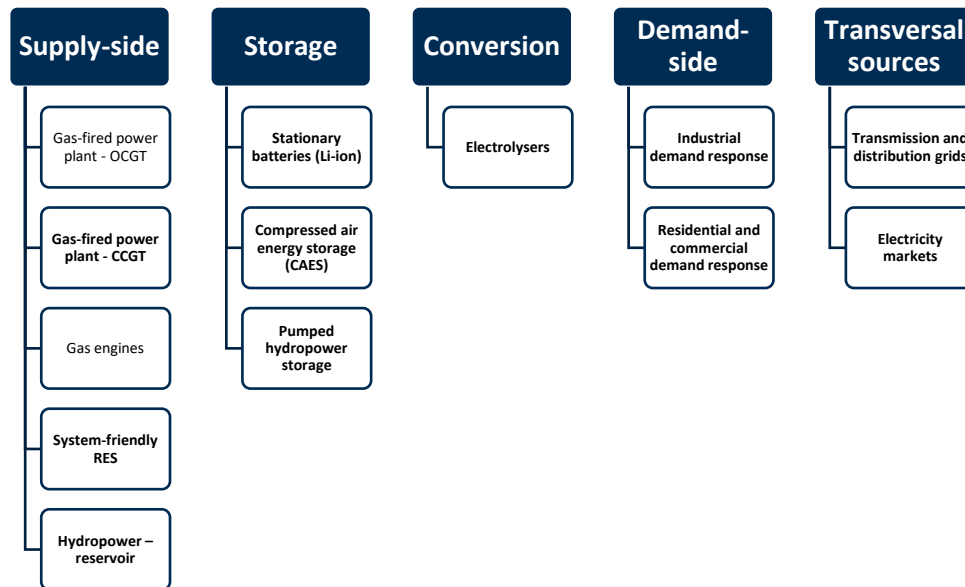 Supply-side
Gas-fired power
plant - OCGT
Gas-fired power
plant - CCGT
Gas engines
System-friendly
RES
Hydropower –
reservoir
Storage
Stationary
batteries (Li-ion)
Compressed air
energy storage
(CAES)
Pumped
hydropower
storage
Conversion
Electrolysers
Demand-
side
Industrial
demand response
Residential and
commercial
demand response
Transversal
sources
Transmission and
distribution grids
Electricity
markets